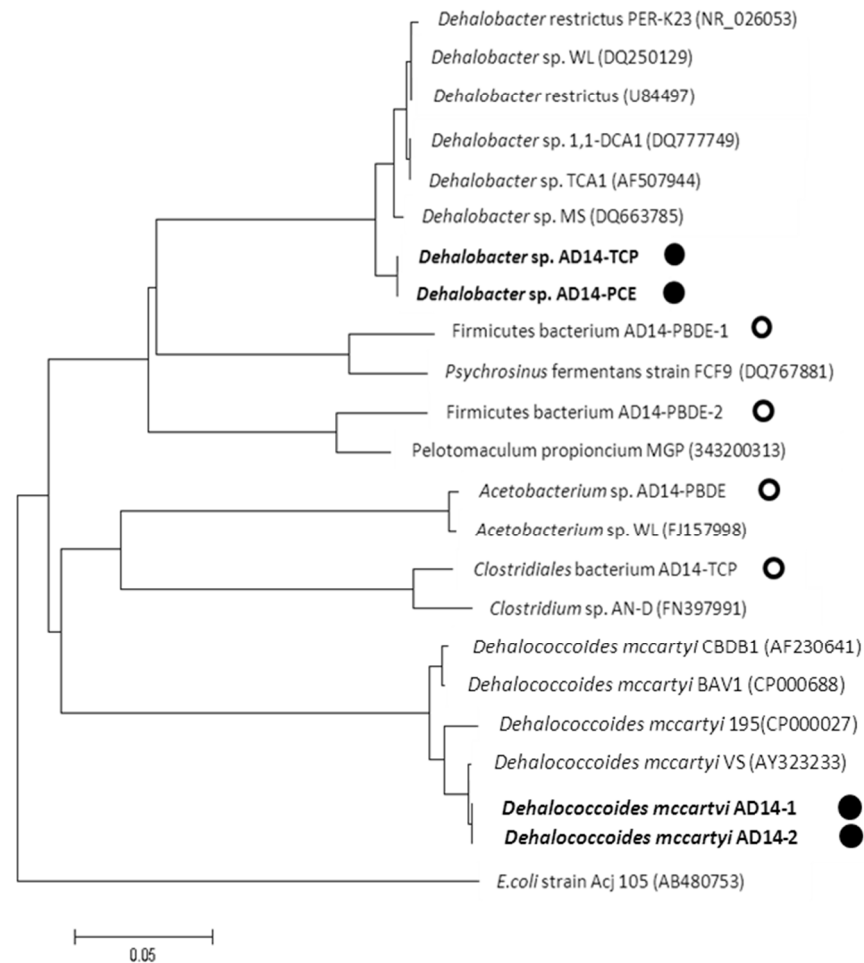 Dehalobacter restrictus PER-K23 (NR_026053)
Dehalobacter sp. WL (DQ250129)
Dehalobacter restrictus (U84497)
Dehalobacter sp. 1,1-DCA1 (DQ777749)
Dehalobacter sp. TCA1 (AF507944)
Dehalobacter sp. MS (DQ663785)
Dehalobacter sp. AD14-TCP
Dehalobacter sp. AD14-PCE
Firmicutes bacterium AD14-PBDE-1
Psychrosinus fermentans strain FCF9 (DQ767881)
Firmicutes bacterium AD14-PBDE-2
Pelotomaculum propioncium MGP (343200313)
Acetobacterium sp. AD14-PBDE
Acetobacterium sp. WL (FJ157998)
Clostridiales bacterium AD14-TCP
Clostridium sp. AN-D (FN397991)
Dehalococcoides mccartyi CBDB1 (AF230641)
Dehalococcoides mccartyi BAV1 (CP000688)
Dehalococcoides mccartyi 195(CP000027)
Dehalococcoides mccartyi VS (AY323233)
Dehalococcoides mccartvi AD14-1
Dehalococcoides mccartyi AD14-2
E.coli strain Acj 105 (AB480753)
0.05